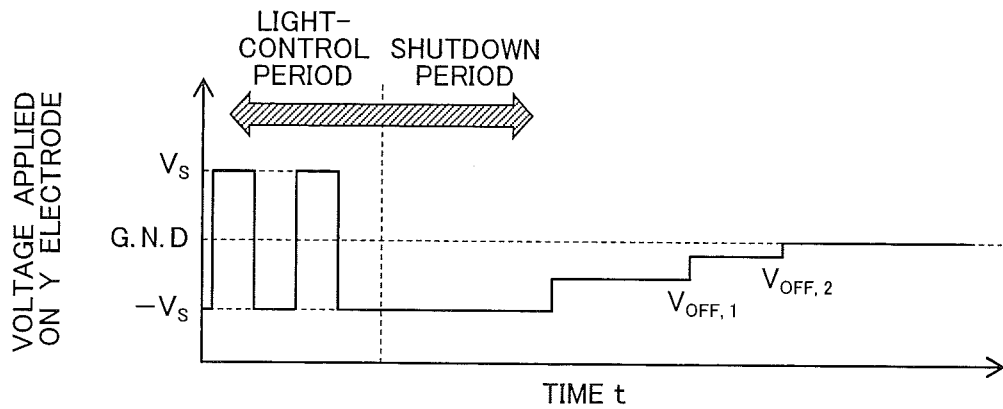 LIGHT-
CONTROL
PERIOD
SHUTDOWN
PERIOD
VOLTAGE APPLIED
ON Y ELECTRODE
V_S
G.N.D
−V_S
V_OFF, 1
V_OFF, 2
TIME t